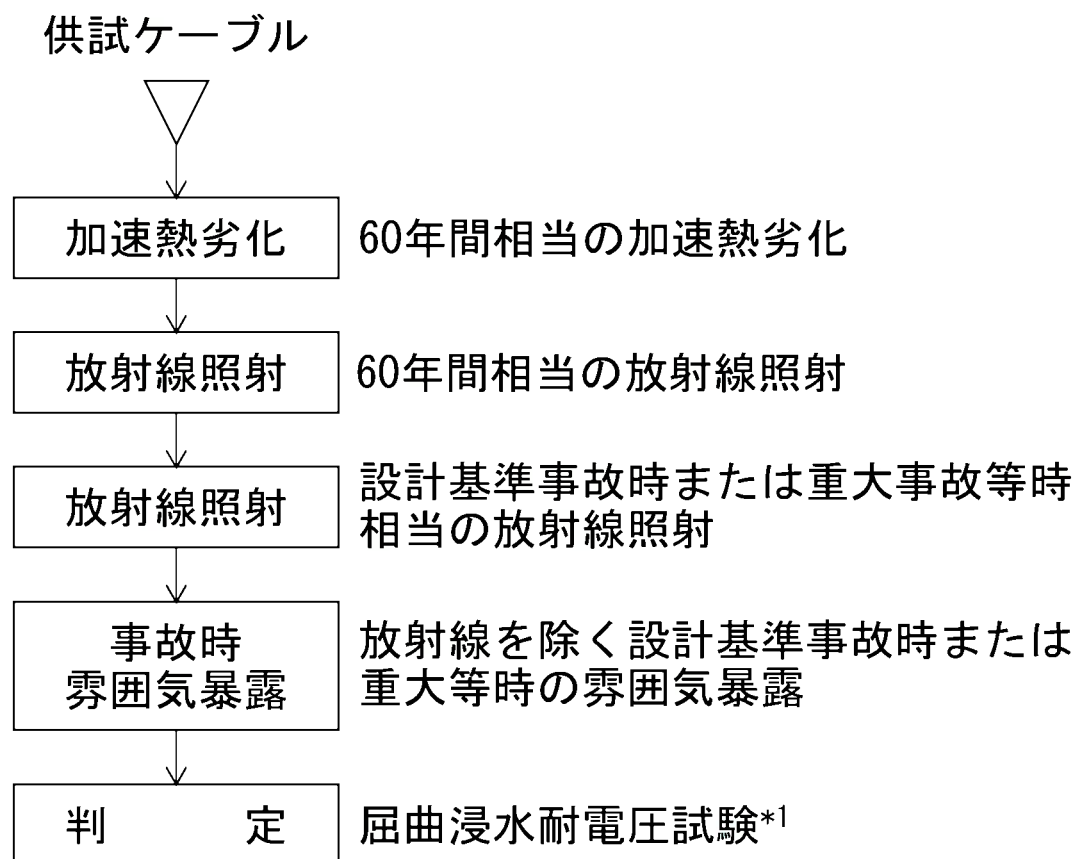 供試ケーブル
加速熱劣化 60年間相当の加速熱劣化
放射線照射 60年間相当の放射線照射
放射線照射
設計基準事故時または重大事故等時
相当の放射線照射
事故時
雰囲気暴露
放射線を除く設計基準事故時または
重大等時の雰囲気暴露
判 定 屈曲浸水耐電圧試験*1